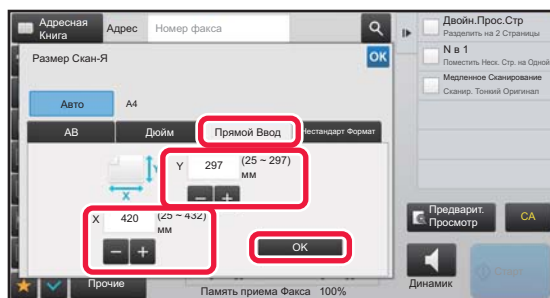 Адресная
Книга
Адрес
Номер факса
Размер Скан-Я
OK
Авто
A4
AB
Дюйм
Прямой Ввод
Нестандарт Формат
Y
Y
297
(25 ~ 297)
мм
X
X
420
(25 ~ 432)
мм
OK
Прочие
Память приема Факса 100%
Двойн.Прос.Стр
Разделить на 2 Страницы
N в 1
Поместить Неск. Стр. на Одной
Медленное Сканирование
Сканир. Тонкий Оригинал
Предварит.
Просмотр
CA
Динамик
Старт